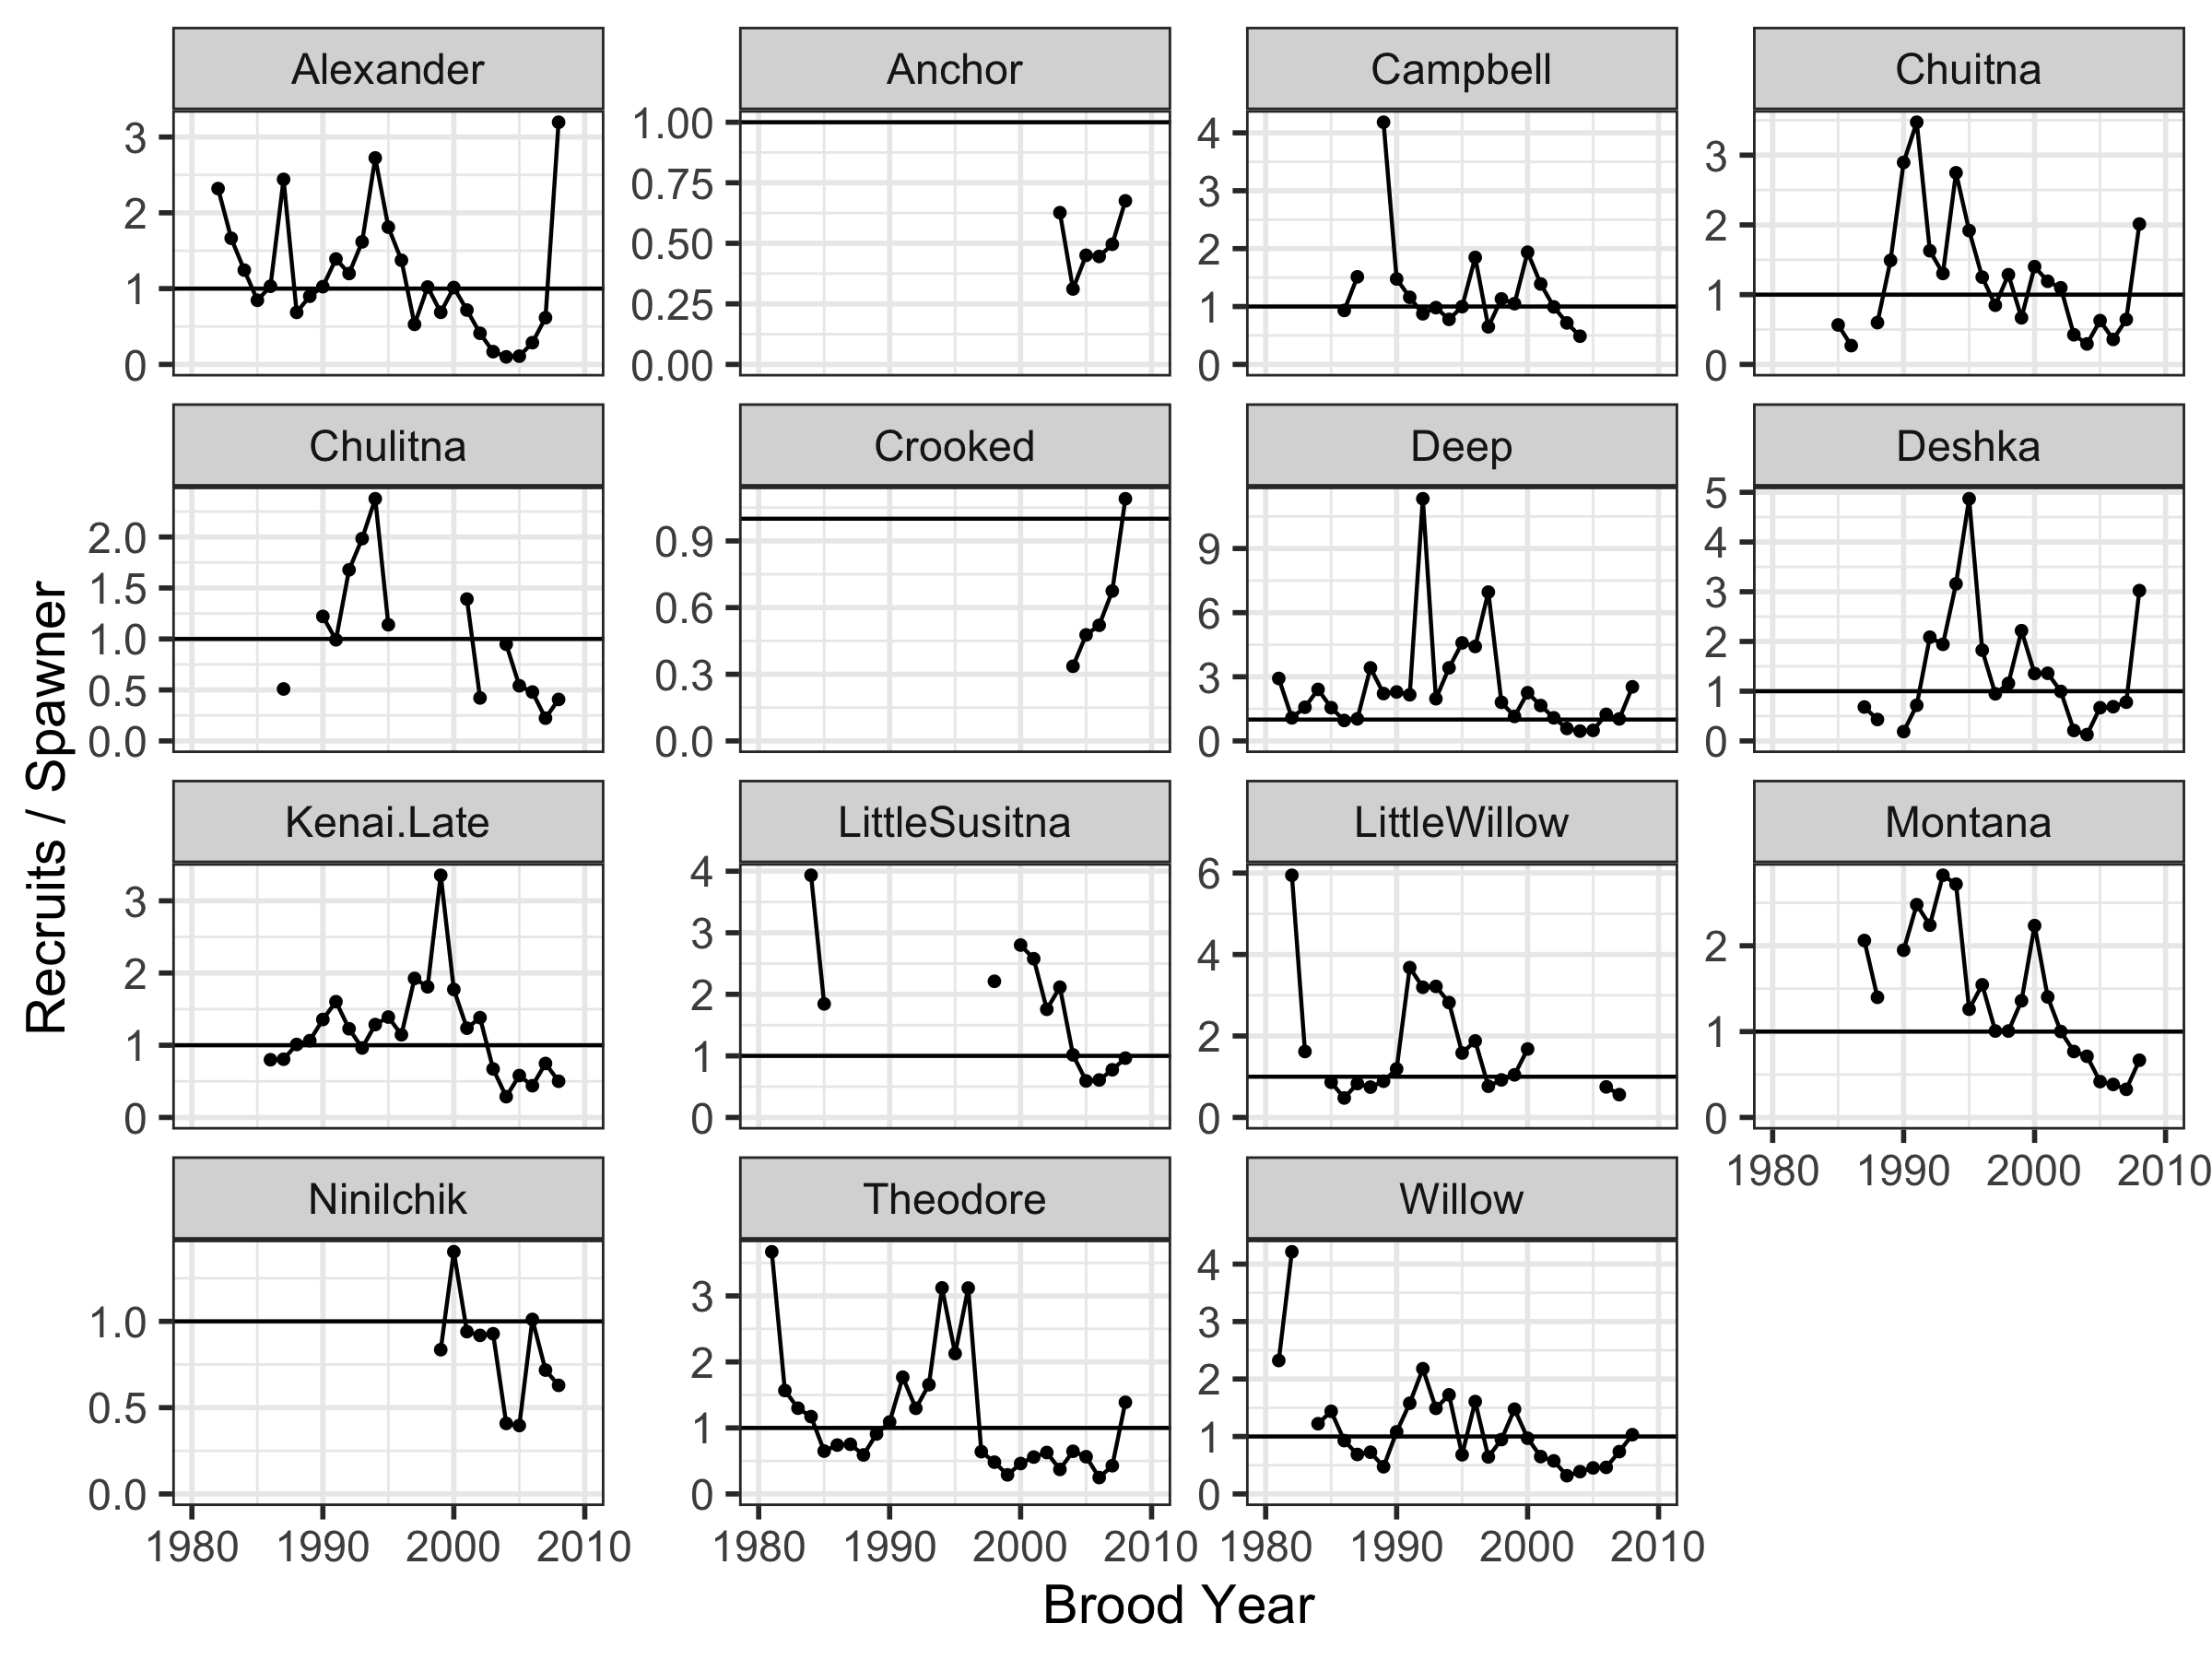 Alexander Anchor Campbell Chuitna
3 2 1 0
1.00 0.75 0.50 0.25 0.00
4 3 2 1 0
3 2 1 0
Chulitna Crooked Deep Deshka
2.0 1.5 1.0 0.5 0.0
0.9 0.6 0.3 0.0
9 6 3 0
5 4 3 2 1 0
Recruits / Spawner
Kenai.Late LittleSusitna LittleWillow Montana
3 2 1 0
4 3 2 1 0
6 4 2 0
2 1 0
1980 1990 2000 2010
Ninilchik Theodore Willow
1.0 0.5 0.0
3 2 1 0
4 3 2 1 0
1980 1990 2000 2010 1980 1990 2000 2010 1980 1990 2000 2010
Brood Year